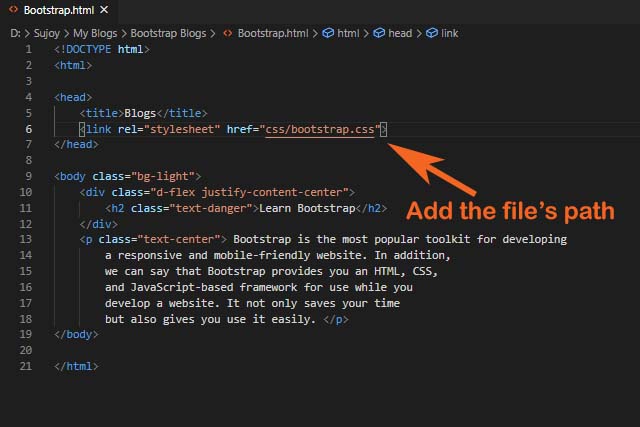 Bootstrap.html
D: > Sujoy > My Blogs > Bootstrap Blogs > Bootstrap.html > html > head > link
1 <!DOCTYPE html>
2 <html>
3
4 <head>
5 <title>Blogs</title>
6 <link rel="stylesheet" href="css/bootstrap.css">
7 </head>
8
9 <body class="bg-light">
10 <div class="d-flex justify-content-center">
11 <h2 class="text-danger">Learn Bootstrap</h2>
12 </div>
13 <p class="text-center"> Bootstrap is the most popular toolkit for developing
14 a responsive and mobile-friendly website. In addition,
15 we can say that Bootstrap provides you an HTML, CSS,
16 and JavaScript-based framework for use while you
17 develop a website. It not only saves your time
18 but also gives you use it easily. </p>
19 </body>
20
21 </html>
Add the file's path